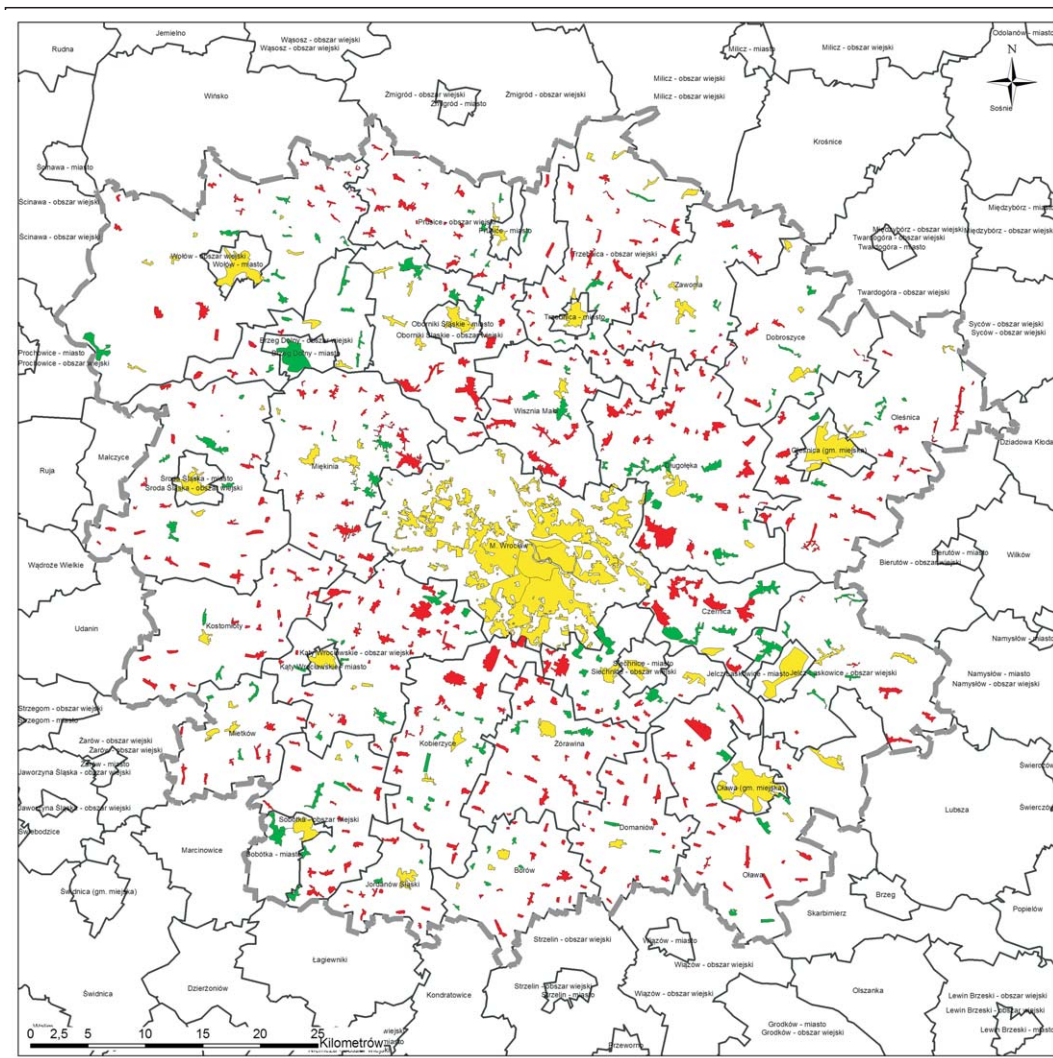 Jemielno
Wąsosz - obszar wiejski
Wąsosz - obszar wiejski
Rudna
Milicz - miasto
Milicz - obszar wiejski
Odolanów - miasto
N
Wińsko
Żmigród - obszar wiejski
Żmigród - miasto
Żmigród - obszar wiejski
Milicz - obszar wiejski
Milicz - obszar wiejski
Sośnie
Krośnice
Ścinawa - miasto
Ścinawa - obszar wiejski
Ścinawa - obszar wiejski
Międzybórz - miasto
Międzybórz - obszar wiejski
Międzybórz - obszar wiejski
Twardogóra - obszar wiejski
Twardogóra - miasto
Prusice - obszar wiejski
Prusice - miasto
Trzebnica - obszar wiejski
Wołów - obszar wiejski
Wołów - miasto
Zawonia
Twardogóra - obszar wiejski
Trzebnica - miasto
Oborniki Śląskie - miasto
Oborniki Śląskie - obszar wiejski
Syców - obszar wiejski
Syców - obszar wiejski
Dobroszyce
Brzeg Dolny - obszar wiejski
Brzeg Dolny - miasto
Prochowice - miasto
Prochowice - obszar wiejski
Wisznia Mała
Oleśnica
Dziadowa Kłoda
Oleśnica (gm. miejska)
Malczyce
Ruja
Miękinia
Długołęka
Środa Śląska - miasto
Środa Śląska - obszar wiejski
M. Wrocław
Bierutów - miasto
Bierutów - obszar wiejski
Wilków
Wądroże Wielkie
Czernica
Udanin
Kostomłoty
Namysłów - miasto
Kąty Wrocławskie - obszar wiejski
Kąty Wrocławskie - miasto
Siechnice - miasto
Siechnice - obszar wiejski
Jelcz-Laskowice - miasto
Jelcz-Laskowice - obszar wiejski
Namysłów - miasto
Namysłów - obszar wiejski
Strzegom - obszar wiejski
Strzegom - miasto
Mietków
Kobierzyce
Żórawina
Żarów - obszar wiejski
Żarów - obszar wiejski
Żarów - miasto
Jaworzyna Śląska - obszar wiejski
Świerczów
Oława (gm. miejska)
Jaworzyna Śląska - obszar wiejski
Lubsza
Świerczów
Świebodzice
Sobótka - obszar wiejski
Domaniów
Marcinowice
Sobótka - miasto
Borów
Oława
Jordanów Śląski
Świdnica (gm. miejska)
Brzeg
Popielów
Skarbimierz
Strzelin - obszar wiejski
Wiązów - miasto
Łagiewniki
Wiązów - obszar wiejski
Świdnica
Dzierżoniów
Kondratowice
Strzelin - obszar wiejski
Strzelin - miasto
Wiązów - obszar wiejski
Olszanka
Lewin Brzeski - obszar wiejski
Lewin Brzeski - obszar wiejski
Grodków - miasto
Grodków - obszar wiejski
Lewin Brzeski - miasto
0 2,5 5 10 15 20 25
Kilometrów
wiejski
miasto
Przeworno